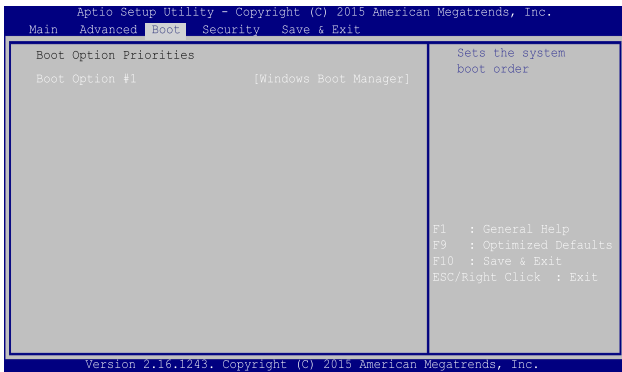 Aptio Setup Utility - Copyright (C) 2015 American Megatrends, Inc.
Main Advanced Boot Security Save & Exit
Boot Option Priorities
Boot Option #1 [Windows Boot Manager]
Sets the system
boot order
F1 : General Help
F9 : Optimized Defaults
F10 : Save & Exit
ESC/Right Click : Exit
Version 2.16.1243. Copyright (C) 2015 American Megatrends, Inc.